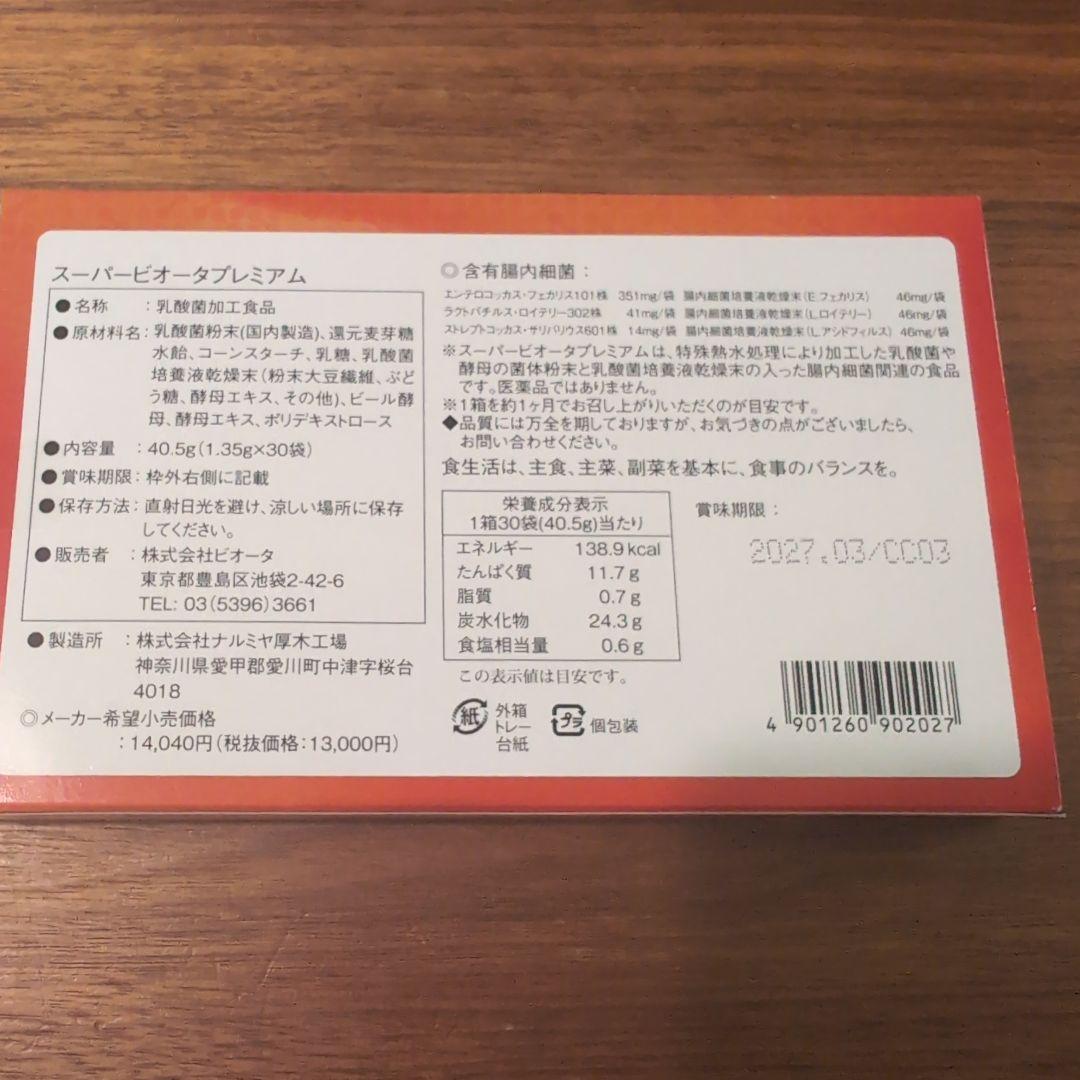 スーパービオータプレミアム
●名称 :乳酸菌加工食品
●原材料名:乳酸菌粉末(国内製造)、還元麦芽糖
水飴、コーンスターチ、乳糖、乳酸菌
培養液乾燥末(粉末大豆繊維、ぶど
う糖、酵母エキス、その他)、ビール酵
母、酵母エキス、ポリデキストロース
●内容量 :40.5g(1.35g×30袋)
●賞味期限:枠外右側に記載
●保存方法:直射日光を避け、涼しい場所に保存
してください。
●販売者 :株式会社ビオータ
東京都豊島区池袋2-42-6
TEL: 03(5396)3661
●製造所 :株式会社ナルミヤ厚木工場
神奈川県愛甲郡愛川町中津字桜台
4018
◎メーカー希望小売価格
:14,040円(税抜価格:13,000円)
◎含有腸内細菌:
エンテロコッカス・フェカリス101株 351mg/袋 腸内細菌培養液乾燥末(E.フェカリス) 46mg/袋
ラクトバチルス・ロイテリー302株 41mg/袋 腸内細菌培養液乾燥末(L.ロイテリー) 46mg/袋
ストレプトコッカス・サリバリウス601株 14mg/袋 腸内細菌培養液乾燥末(L.アシドフィルス) 46mg/袋
※スーパービオータプレミアムは、特殊熱水処理により加工した乳酸菌や
酵母の菌体粉末と乳酸菌培養液乾燥末の入った腸内細菌関連の食品
です。医薬品ではありません。
※1箱を約1ヶ月でお召し上がりいただくのが目安です。
◆品質には万全を期しておりますが、お気づきの点がございましたら、
お問い合わせください。
食生活は、主食、主菜、副菜を基本に、食事のバランスを。
栄養成分表示
1箱30袋(40.5g)当たり
エネルギー 138.9kcal
たんぱく質 11.7g
脂質 0.7g
炭水化物 24.3g
食塩相当量 0.6g
この表示値は目安です。
紙 外箱
トレー
台紙
プラ 個包装
賞味期限:
2027.03/CC03
4 901260 902027